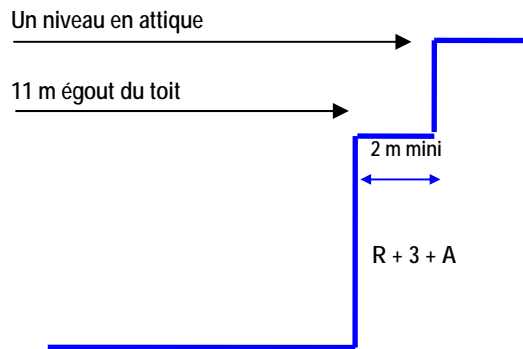 Un niveau en attique
11 m égout du toit
2 m mini
R + 3 + A